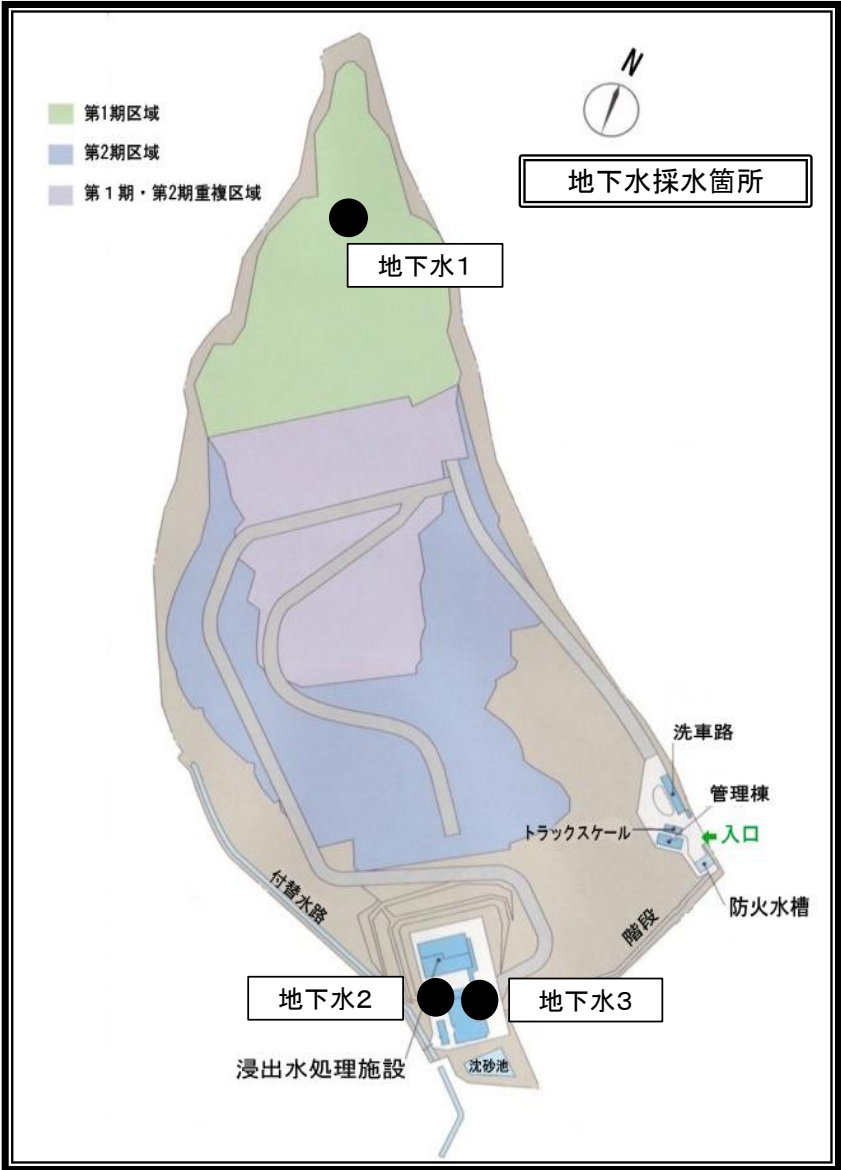 N
第1期区域
第2期区域
第１期・第2期重複区域
地下水採水箇所
地下水1
洗車路
管理棟
トラックスケール
入口
防火水槽
付替水路
階段
地下水2
地下水3
浸出水処理施設
沈砂池